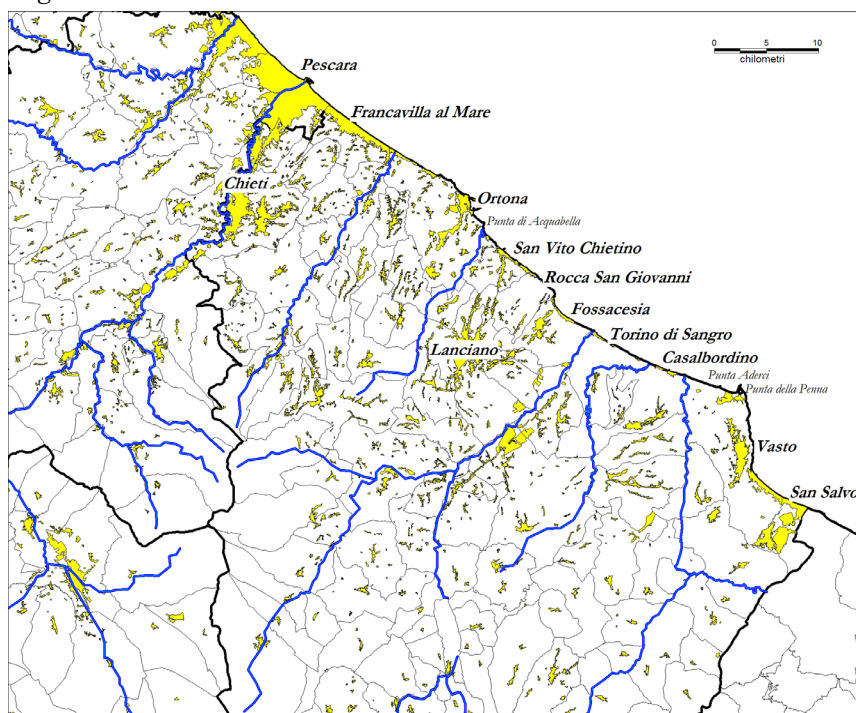 0 5 10
chilometri
Pescara
Francavilla al Mare
Chieti
Ortona
Punta di Acquabella
San Vito Chietino
Rocca San Giovanni
Fossacesia
Torino di Sangro
Lanciano
Casalbordino
Punta Aderci
Punta della Penna
Vasto
San Salvo